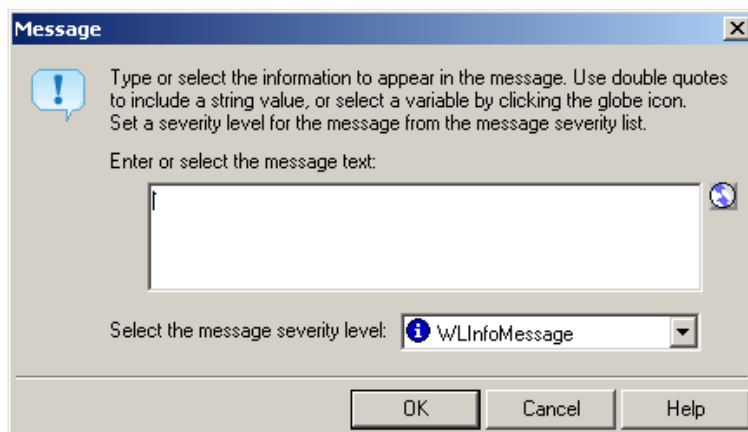 Message
Type or select the information to appear in the message. Use double quotes
to include a string value, or select a variable by clicking the globe icon.
Set a severity level for the message from the message severity list.
Enter or select the message text:
Select the message severity level: WLInfoMessage
OK Cancel Help